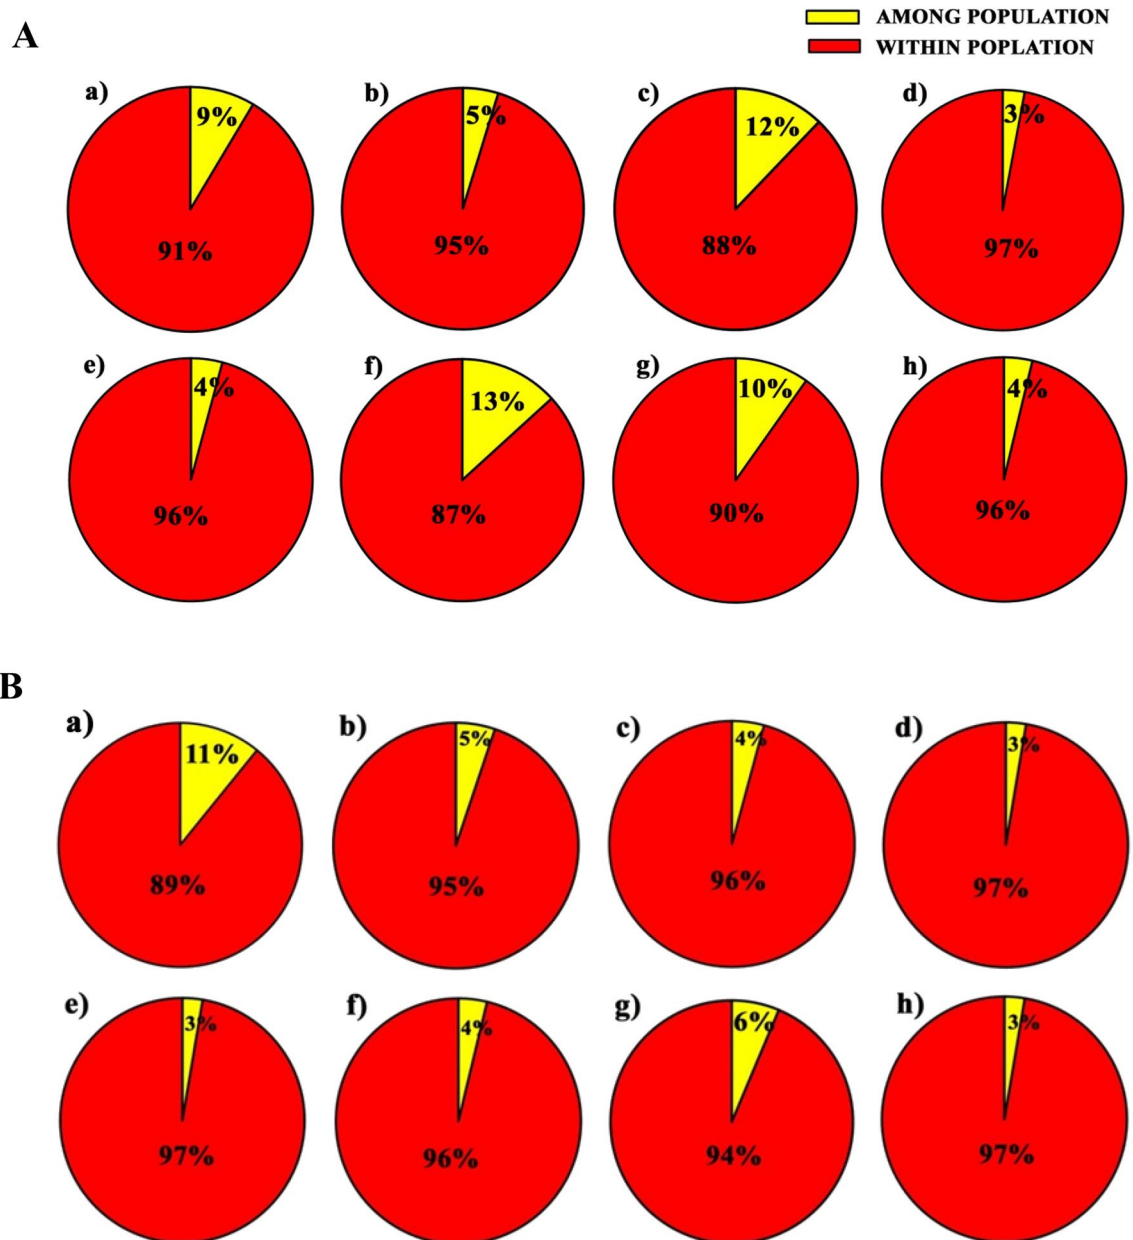 A
AMONG POPULATION
WITHIN POPLATION
a) b) c) d)
9% 5% 12% 3%
91% 95% 88% 97%
e) f) g) h)
4% 13% 10% 4%
96% 87% 90% 96%
B
a) b) c) d)
11% 5% 4% 3%
89% 95% 96% 97%
e) f) g) h)
3% 4% 6% 3%
97% 96% 94% 97%